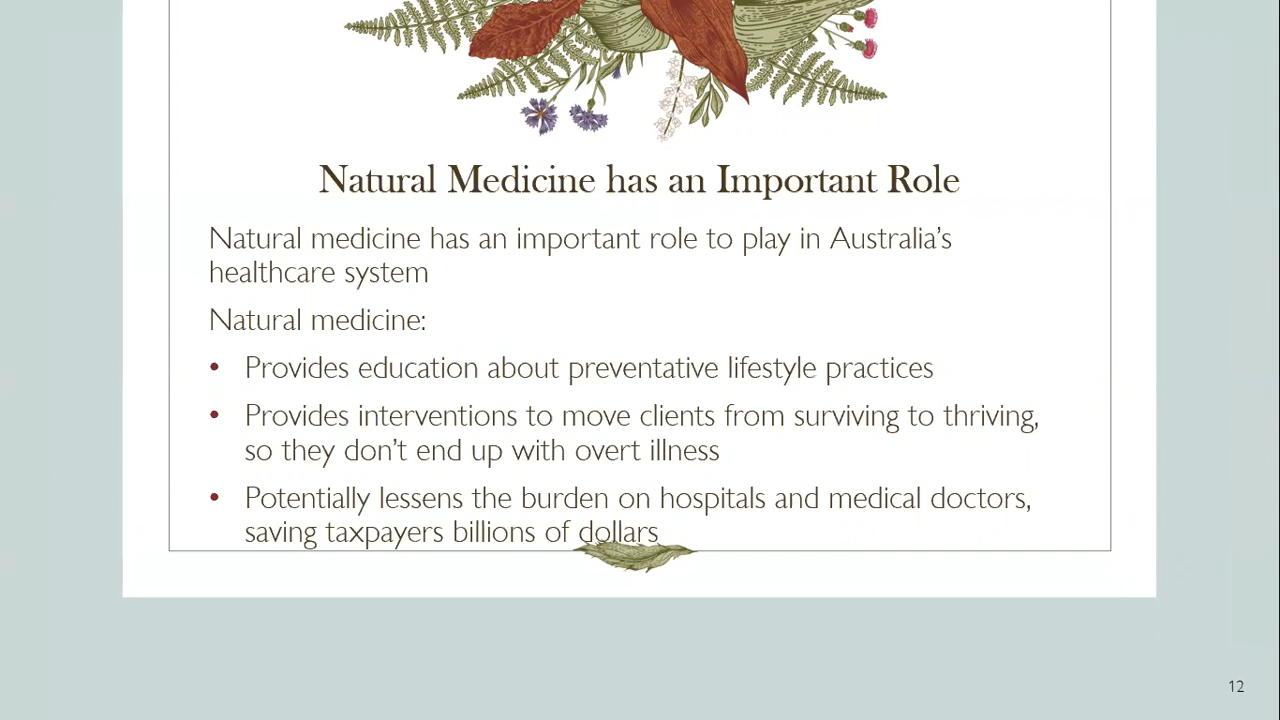 Natural Medicine has an Important Role
Natural medicine has an important role to play in Australia's
healthcare system
Natural medicine:
• Provides education about preventative lifestyle practices
• Provides interventions to move clients from surviving to thriving,
so they don't end up with overt illness
• Potentially lessens the burden on hospitals and medical doctors,
saving taxpayers billions of dollars
12